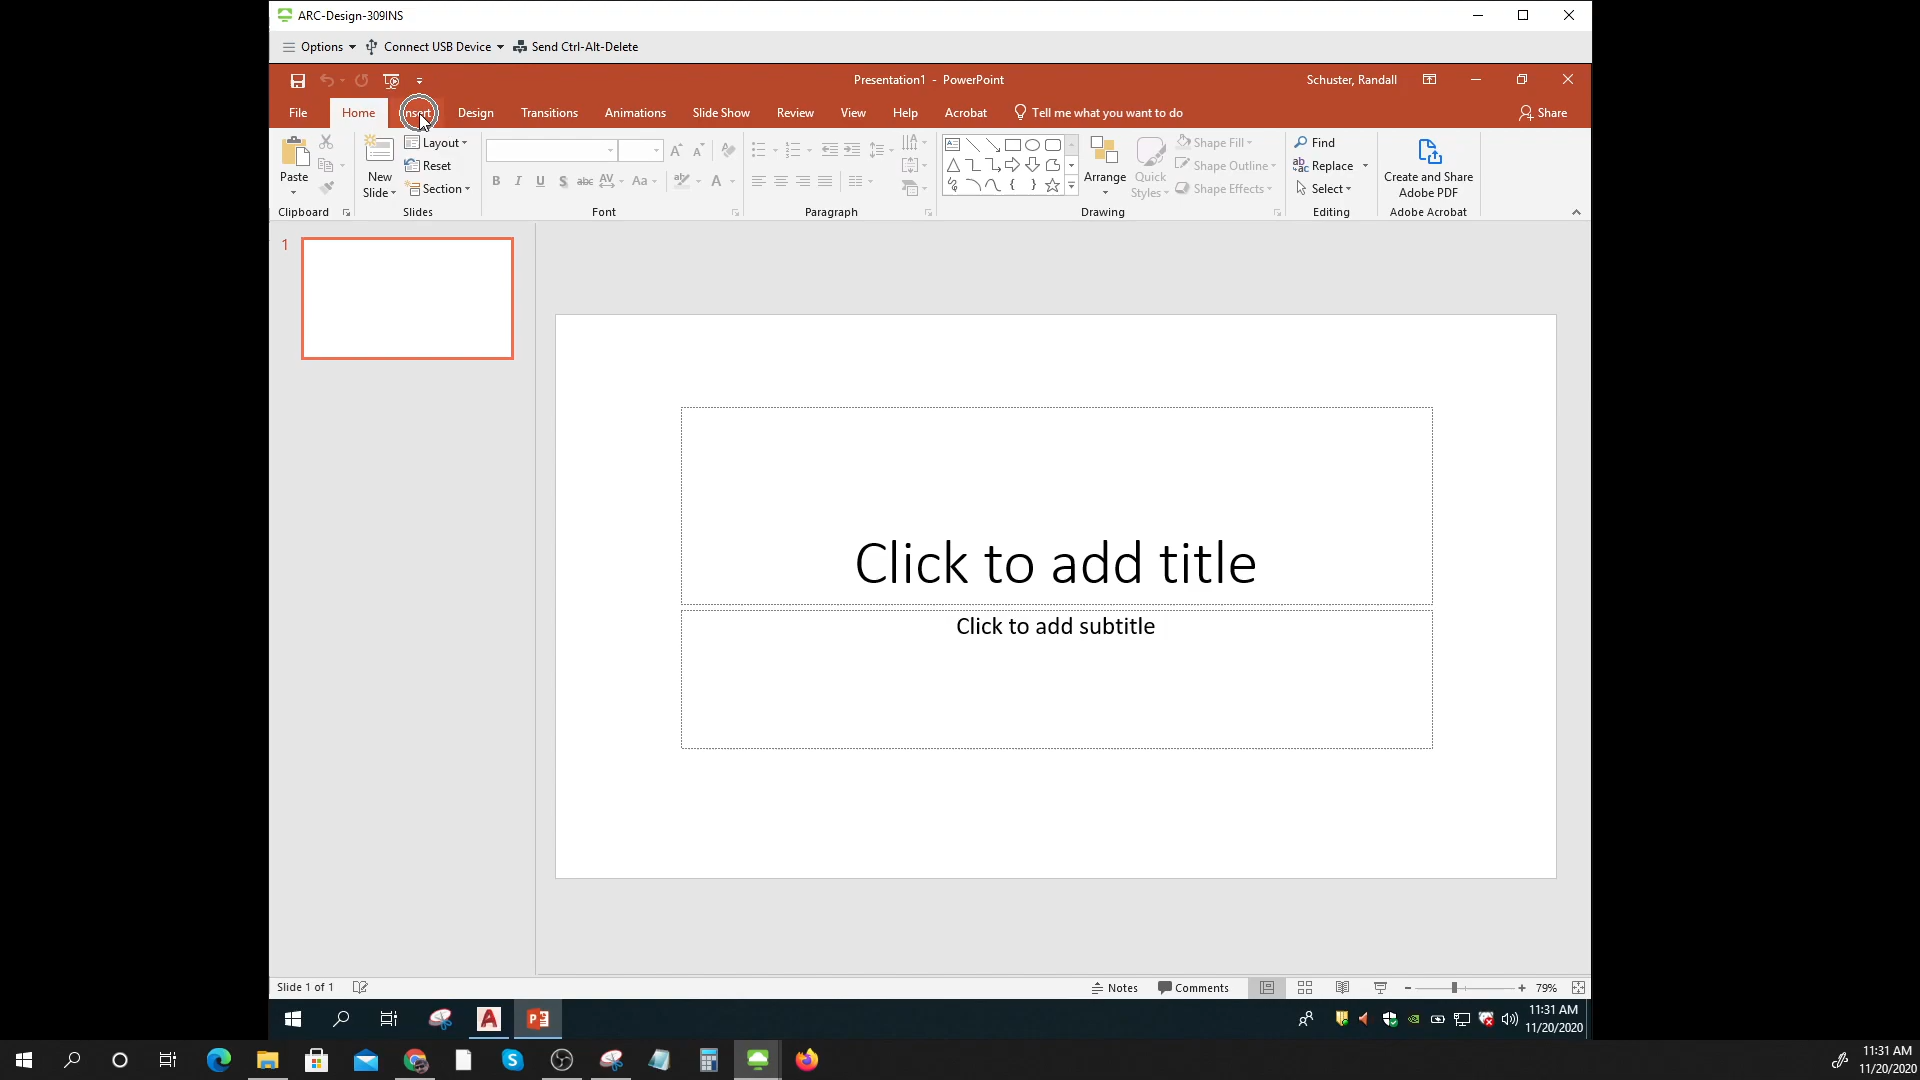 ARC-Design-309INS
Options Connect USB Device Send Ctrl-Alt-Delete
Presentation1 - PowerPoint Schuster, Randall
File Home Insert Design Transitions Animations Slide Show Review View Help Acrobat Tell me what you want to do Share
Paste
New Slide
Layout
Reset
Section
B I U S abc AV Aa A
Arrange
Quick Styles
Shape Fill
Shape Outline
Shape Effects
Find
Replace
Select
Create and Share
Adobe PDF
Clipboard Slides Font Paragraph Drawing Editing Adobe Acrobat
1
Click to add title
Click to add subtitle
Slide 1 of 1 Notes Comments 79%
11:31 AM
11/20/2020
11:31 AM
11/20/2020